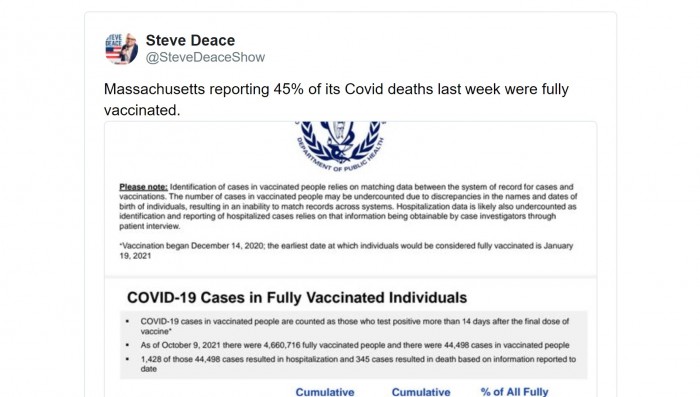 STEVE
DEACE
Steve Deace
@SteveDeaceShow
Massachusetts reporting 45% of its Covid deaths last week were fully
vaccinated.
DEPARTMENT OF PUBLIC HEALTH
Please note: Identification of cases in vaccinated people relies on matching data between the system of record for cases and
vaccinations. The number of cases in vaccinated people may be undercounted due to discrepancies in the names and dates of
birth of individuals, resulting in an inability to match records across systems. Hospitalization data is likely also undercounted as
identification and reporting of hospitalized cases relies on that information being obtainable by case investigators through
patient interview.
*Vaccination began December 14, 2020; the earliest date at which individuals would be considered fully vaccinated is January
19, 2021
COVID-19 Cases in Fully Vaccinated Individuals
• COVID-19 cases in vaccinated people are counted as those who test positive more than 14 days after the final dose of
vaccine*
• As of October 9, 2021 there were 4,660,716 fully vaccinated people and there were 44,498 cases in vaccinated people
• 1,428 of those 44,498 cases resulted in hospitalization and 345 cases resulted in death based on information reported to
date
Cumulative Cumulative % of All Fully